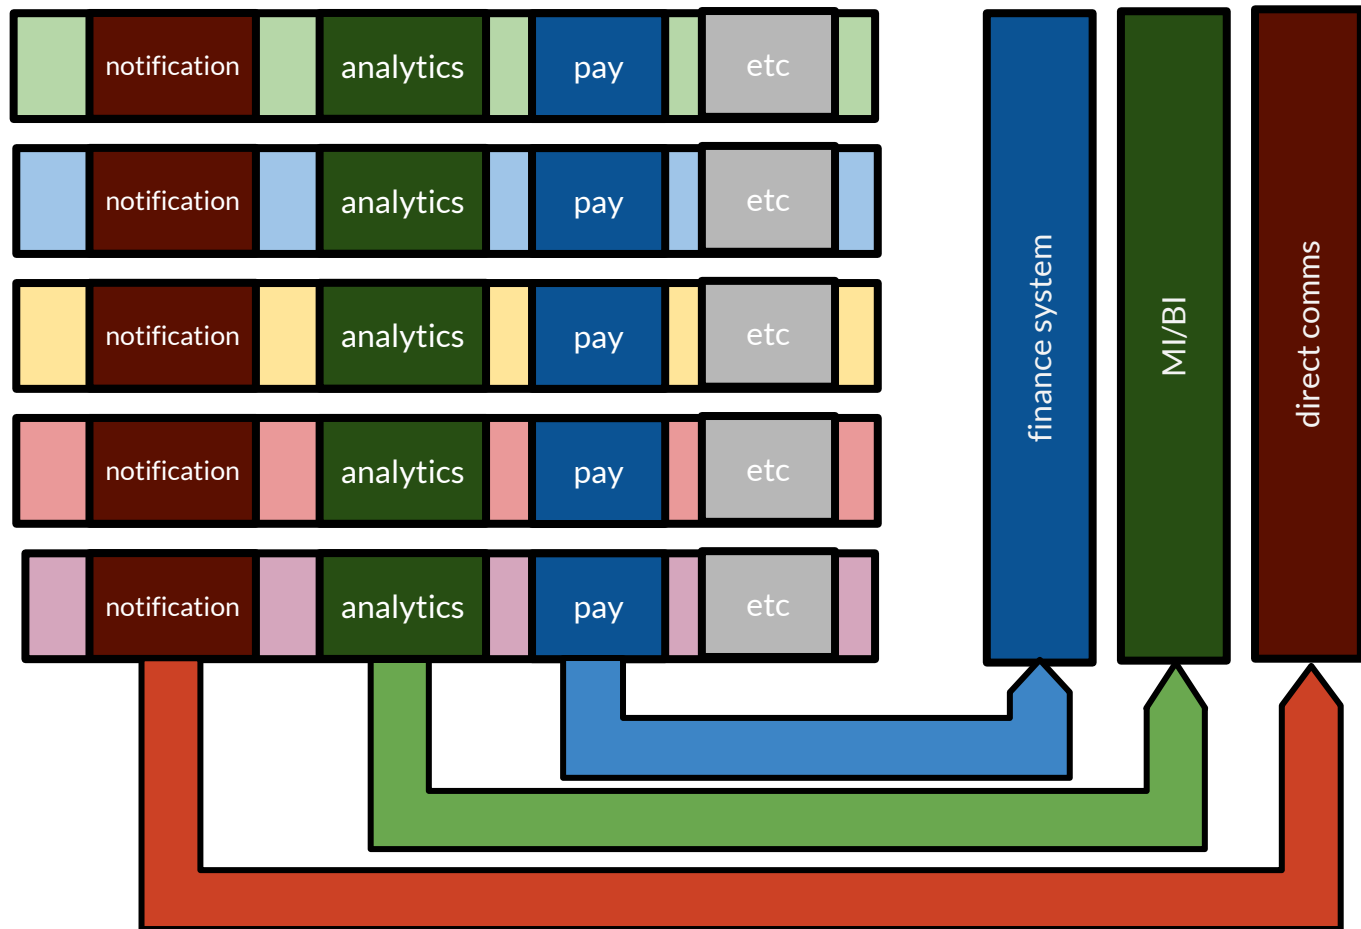 notification analytics pay etc
notification analytics pay etc
notification analytics pay etc
notification analytics pay etc
notification analytics pay etc
finance system
MI/BI
direct comms